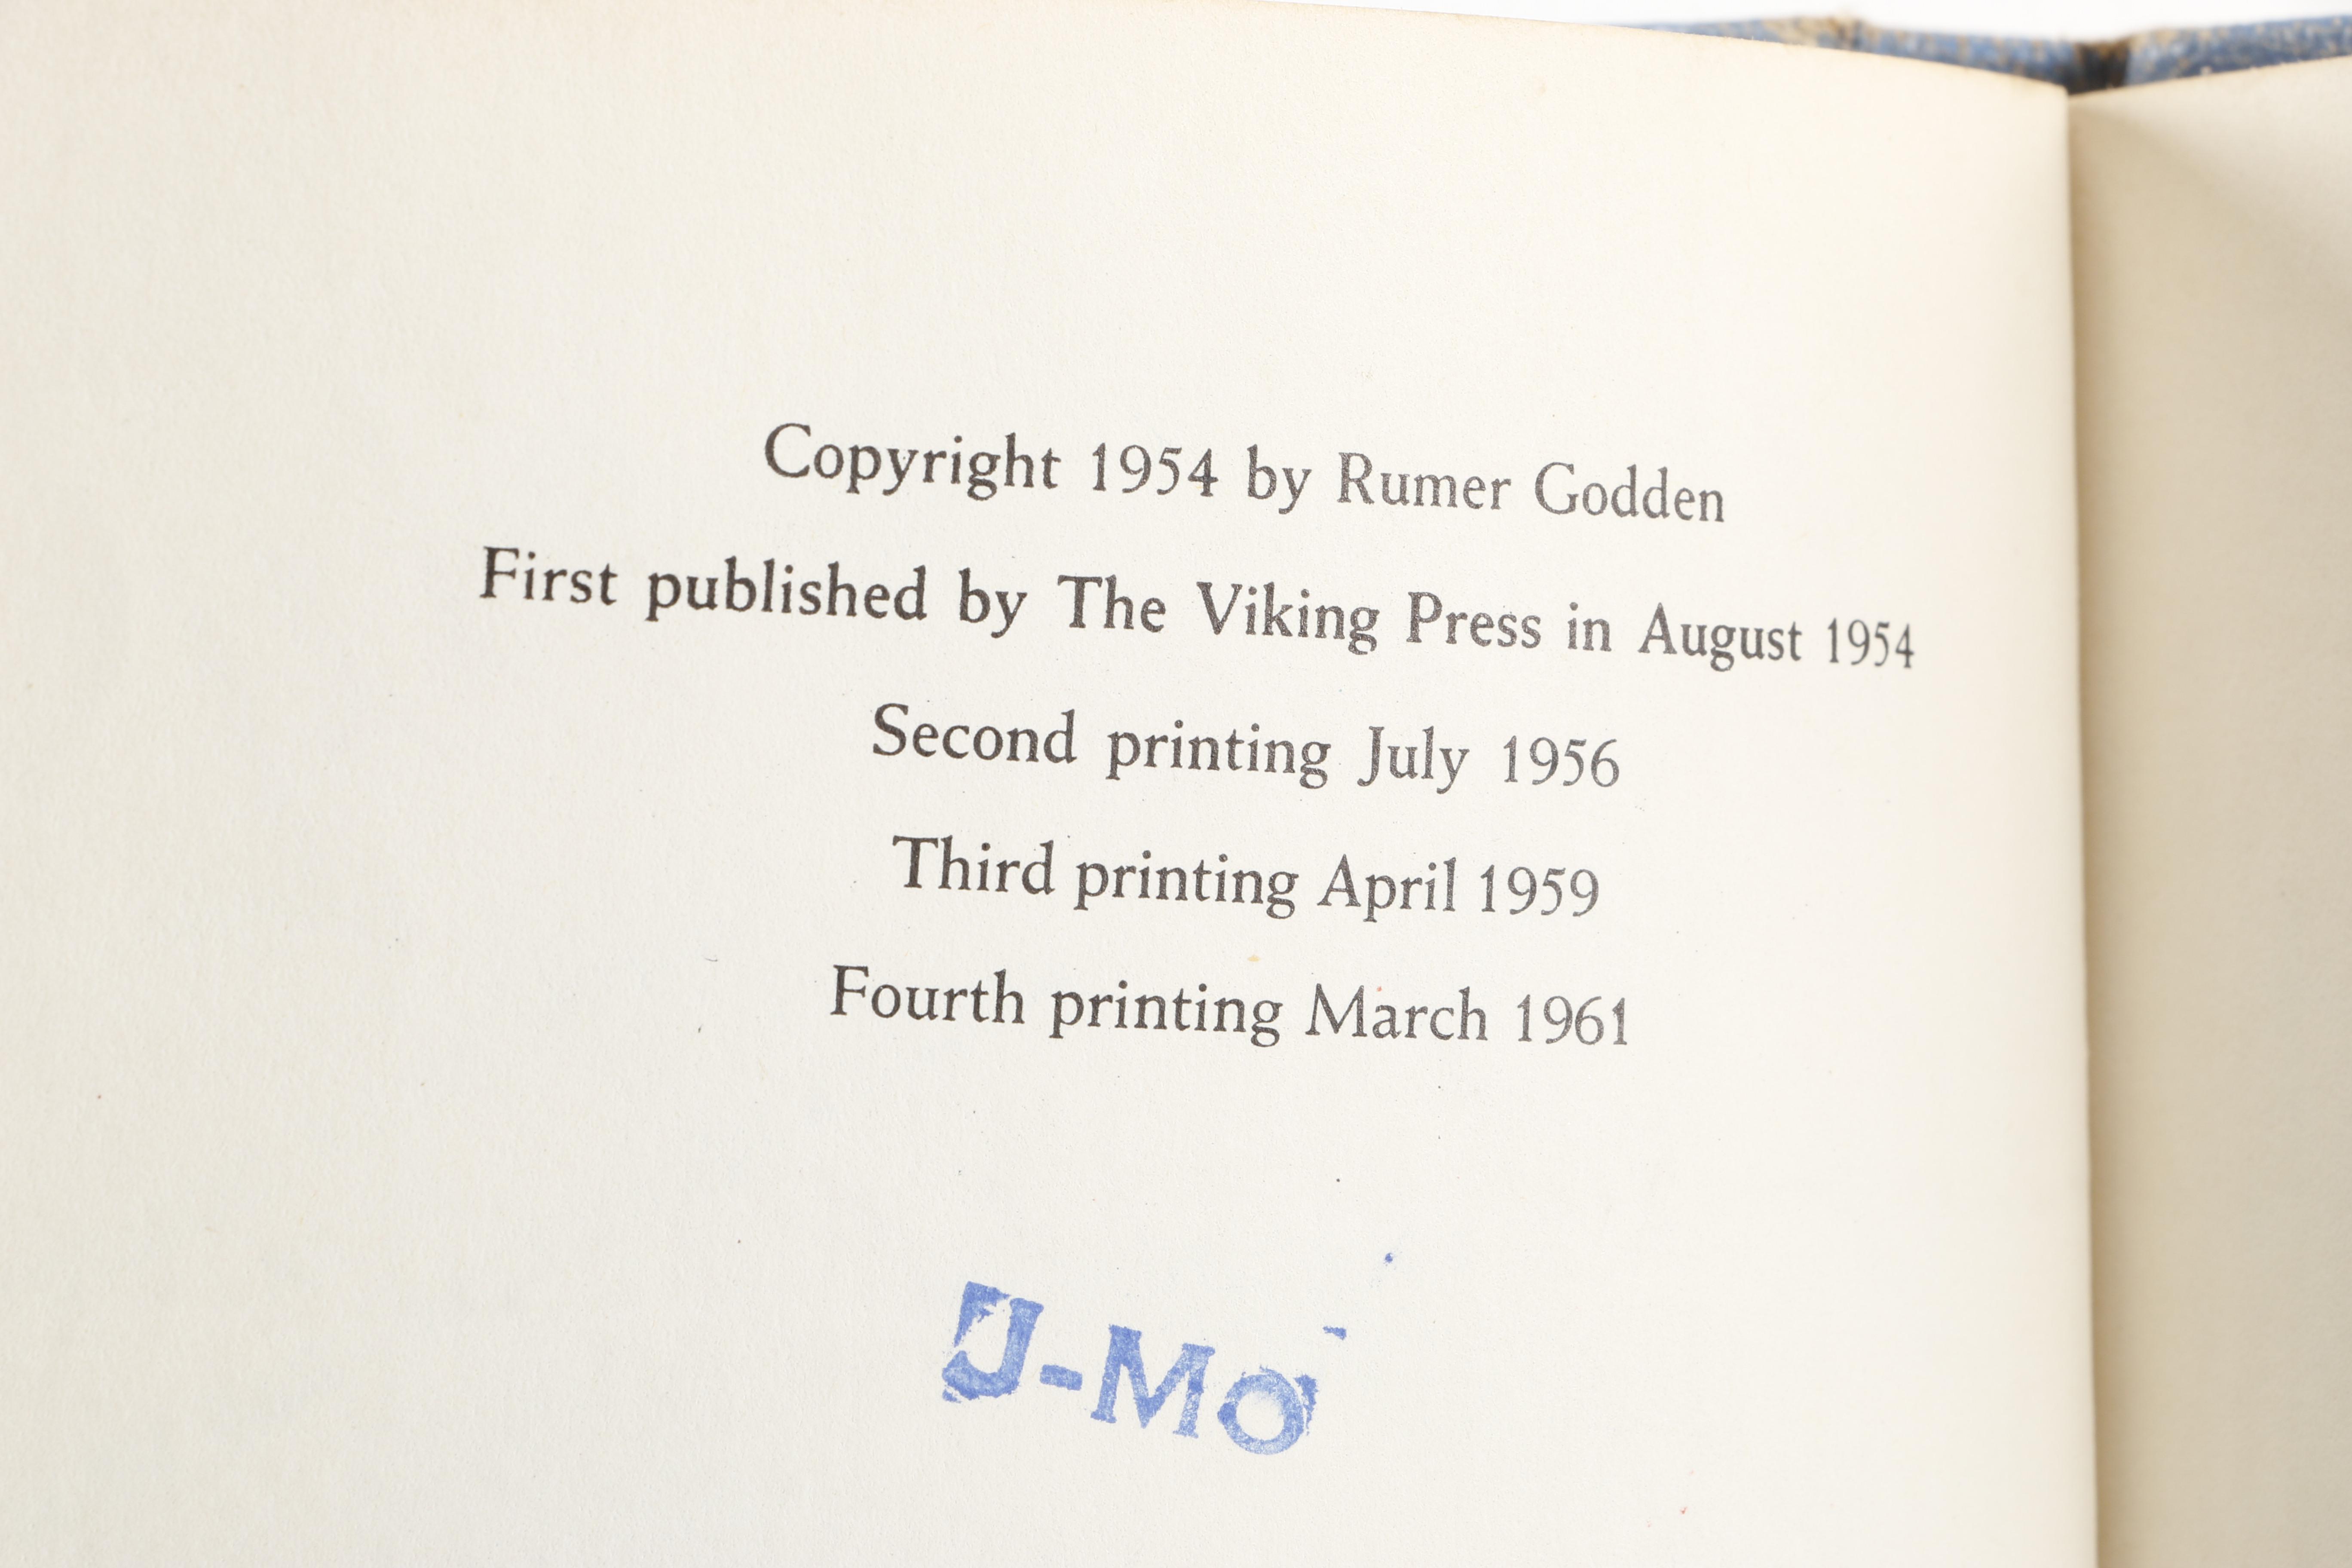 Copyright 1954 by Rumer Godden
First published by The Viking Press in August 1954
Second printing July 1956
Third printing April 1959
Fourth printing March 1961
J-MO